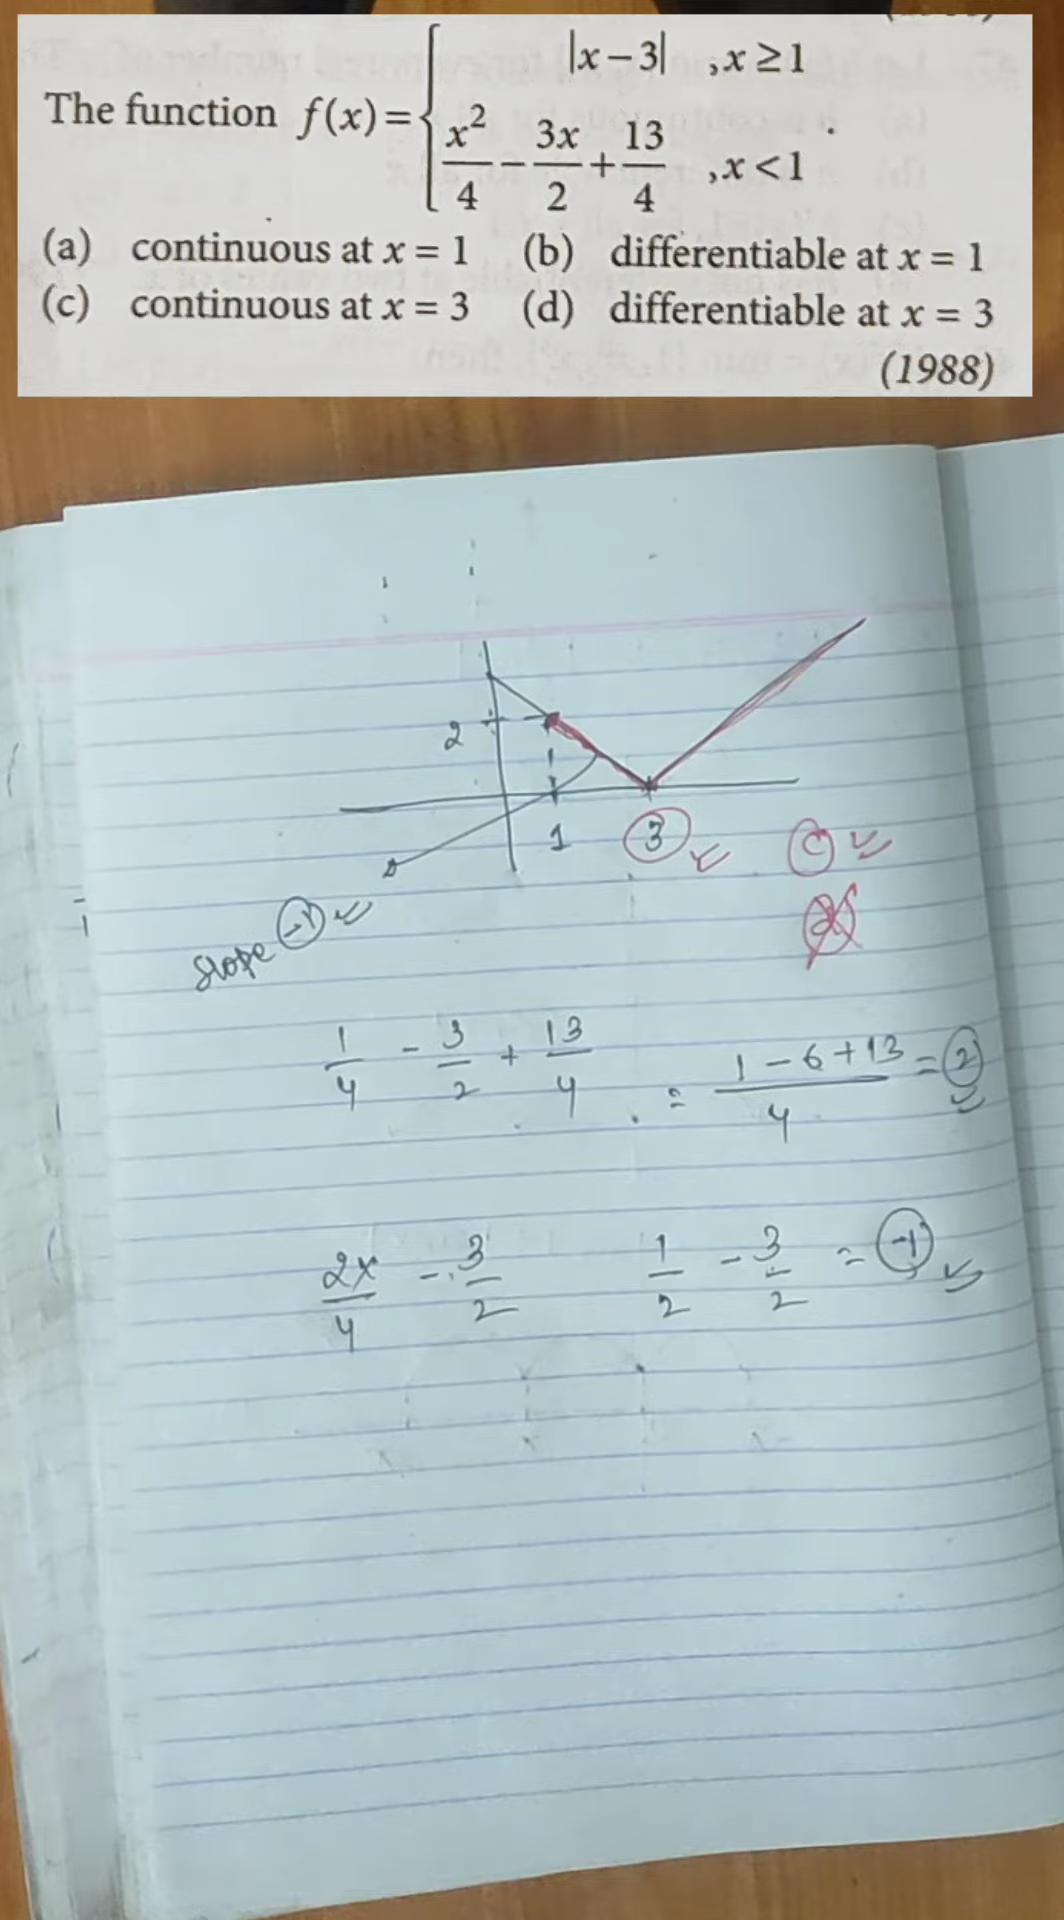 The function f(x) = { |x – 3| , x ≥ 1
x²/4 – 3x/2 + 13/4 , x < 1 .
(a) continuous at x = 1 (b) differentiable at x = 1
(c) continuous at x = 3 (d) differentiable at x = 3
(1988)
2
1 3 C
slope -1
1/4 - 3/2 + 13/4 = (1 - 6 + 13)/4 = 2
2x/4 - 3/2 1/2 - 3/2 = -1